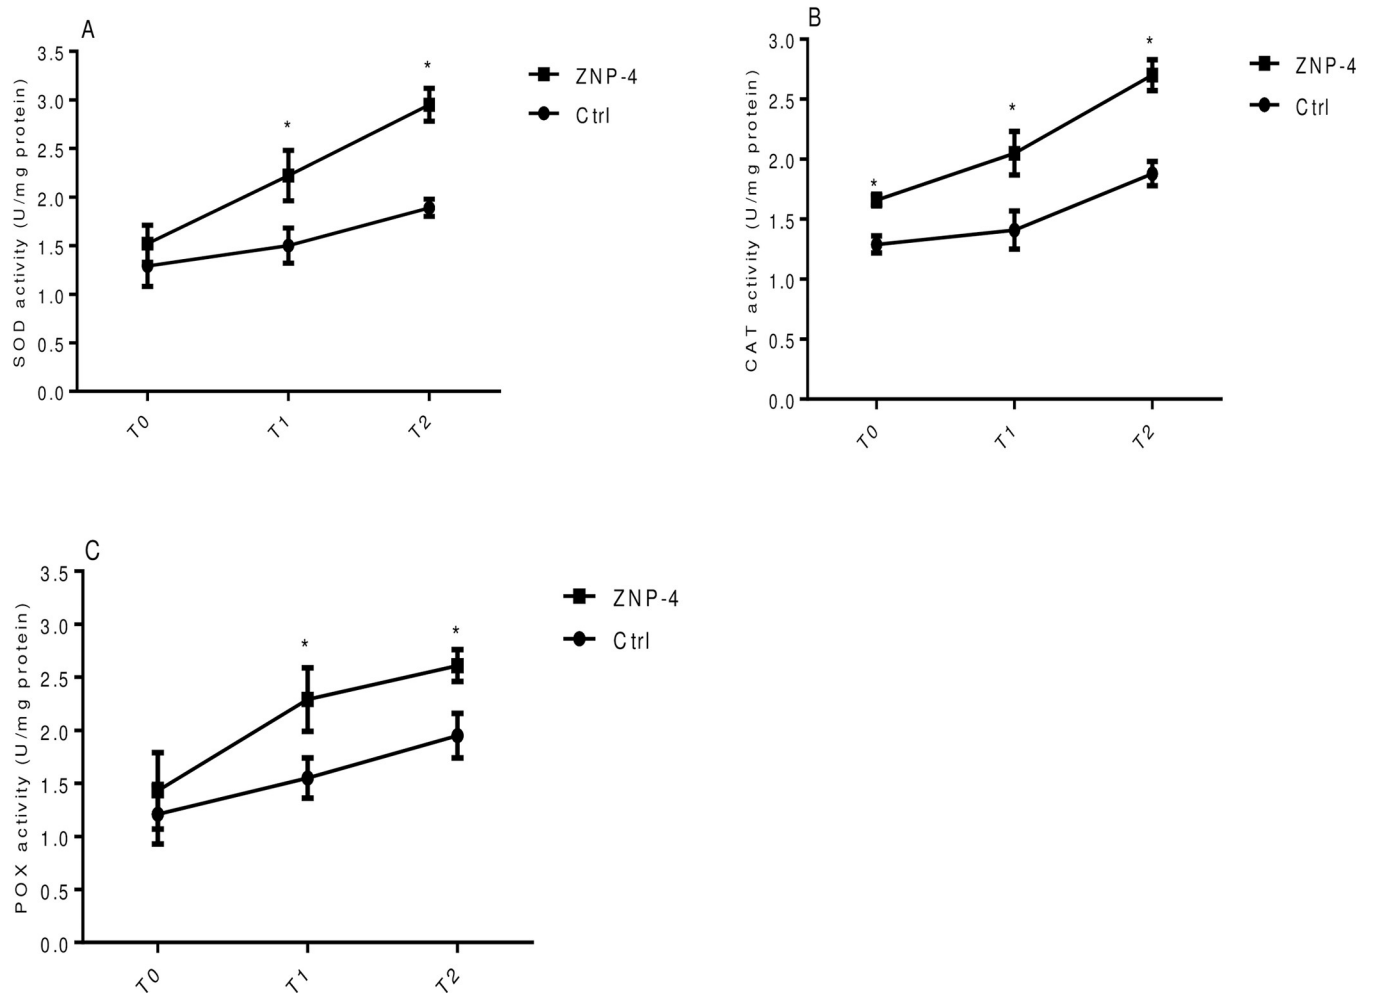 A
SOD activity (U/mg protein)
3.5
3.0
2.5
2.0
1.5
1.0
0.5
0.0
*
*
T0
T1
T2
ZNP-4
Ctrl
B
CAT activity (U/mg protein)
3.0
2.5
2.0
1.5
1.0
0.5
0.0
*
*
*
T0
T1
T2
ZNP-4
Ctrl
C
POX activity (U/mg protein)
3.5
3.0
2.5
2.0
1.5
1.0
0.5
0.0
*
*
T0
T1
T2
ZNP-4
Ctrl